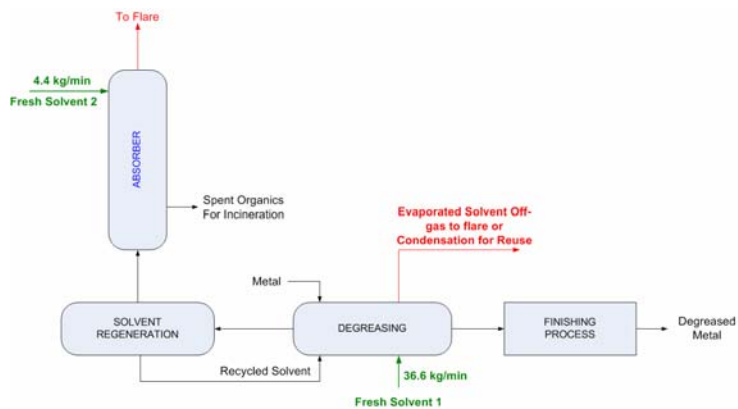 To Flare
4.4 kg/min
Fresh Solvent 2
ABSORBER
Spent Organics
For Incineration
Evaporated Solvent Off-
gas to flare or
Condensation for Reuse
Metal
SOLVENT
REGENERATION
DEGREASING
FINISHING
PROCESS
Degreased
Metal
Recycled Solvent
36.6 kg/min
Fresh Solvent 1